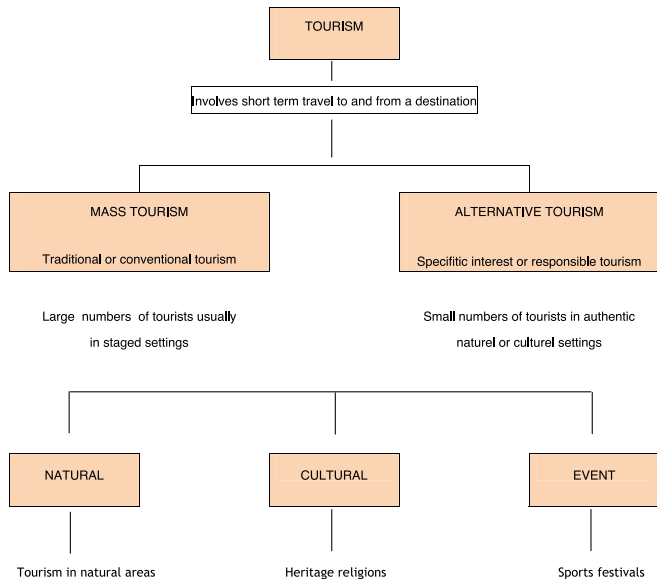 TOURISM
Involves short term travel to and from a destination
MASS TOURISM
Traditional or conventional tourism
ALTERNATIVE TOURISM
Specifitic interest or responsible tourism
Large numbers of tourists usually
in staged settings
Small numbers of tourists in authentic
naturel or culturel settings
NATURAL
CULTURAL
EVENT
Tourism in natural areas
Heritage religions
Sports festivals